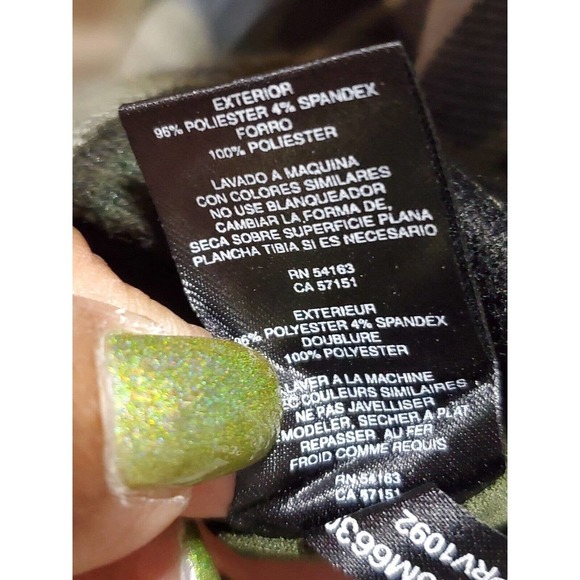 EXTERIOR
96% POLIESTER 4% SPANDEX
FORRO
100% POLIESTER
LAVADO A MAQUINA
CON COLORES SIMILARES
NO USE BLANQUEADOR
CAMBIAR LA FORMA DE,
SECA SOBRE SUPERFICIE PLANA
PLANCHA TIBIA SI ES NECESARIO
RN 54163
CA 57151
EXTERIEUR
96% POLYESTER 4% SPANDEX
DOUBLURE
100% POLYESTER
LAVER A LA MACHINE
COULEURS SIMILAIRES
NE PAS JAVELLISER
REMODELER, SECHER A PLAT
REPASSER. AU FER
FROID COMME REQUIS
RN 54163
CA 57151
RV1092